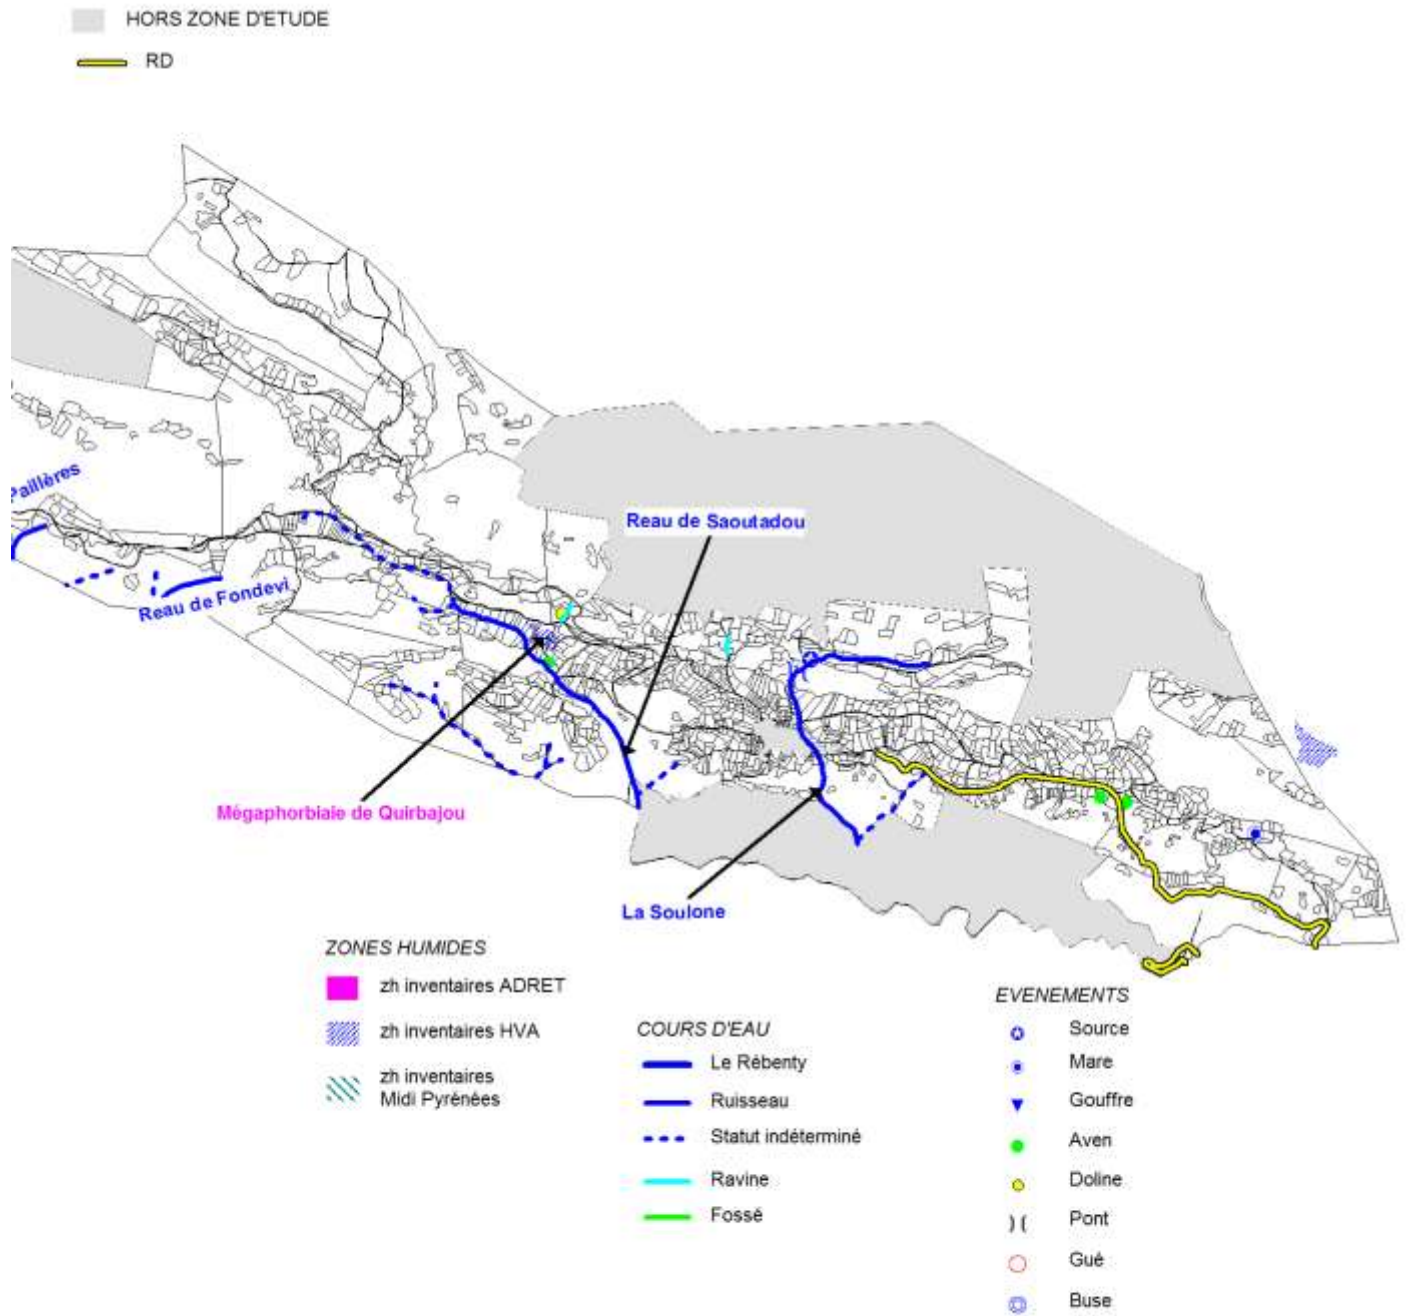 HORS ZONE D'ETUDE
RD
Paillères
Reau de Saoutadou
Reau de Fondevi
Mégaphorbiaie de Quirbajou
La Soulone
ZONES HUMIDES
zh inventaires ADRET
zh inventaires HVA
zh inventaires
Midi Pyrénées
COURS D'EAU
Le Rébenty
Ruisseau
Statut indéterminé
Ravine
Fossé
EVENEMENTS
Source
Mare
Gouffre
Aven
Doline
Pont
Gué
Buse